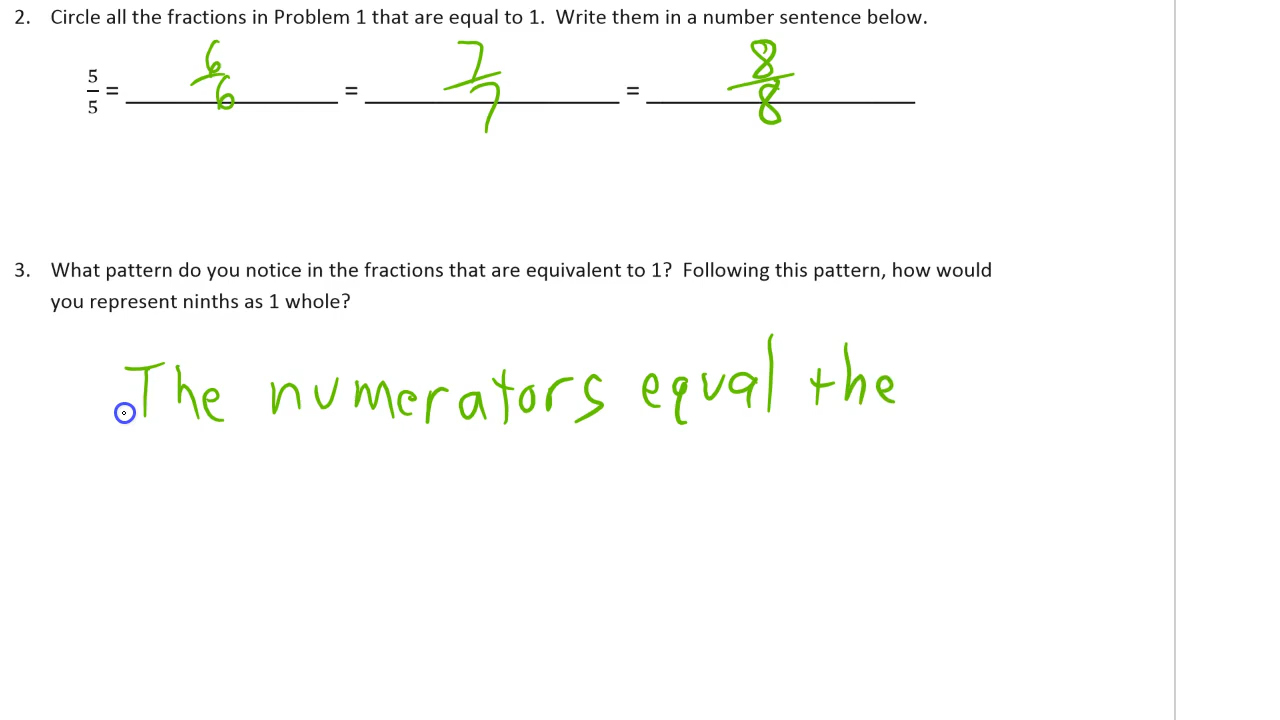 2. Circle all the fractions in Problem 1 that are equal to 1. Write them in a number sentence below.
5/5 = 6/6 = 7/7 = 8/8
3. What pattern do you notice in the fractions that are equivalent to 1? Following this pattern, how would
you represent ninths as 1 whole?
The numerators equal the